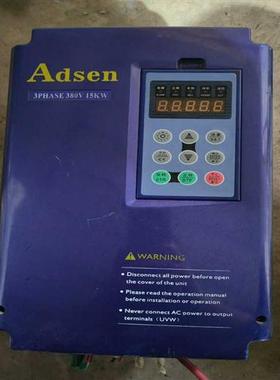 Adsen
3PHASE 380V 15KW
88888
WARNING
● Disconnect all power before open
the cover of the unit
● Please read the operation manual
before installation or operation
● Never connect AC power to output
terminals (UVW)